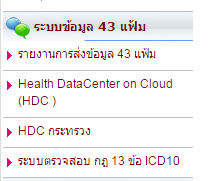 ระบบข้อมูล 43 แฟ้ม
รายงานการส่งข้อมูล 43 แฟ้ม
Health DataCenter on Cloud
(HDC )
HDC กระทรวง
ระบบตรวจสอบ กฎ 13 ข้อ ICD10